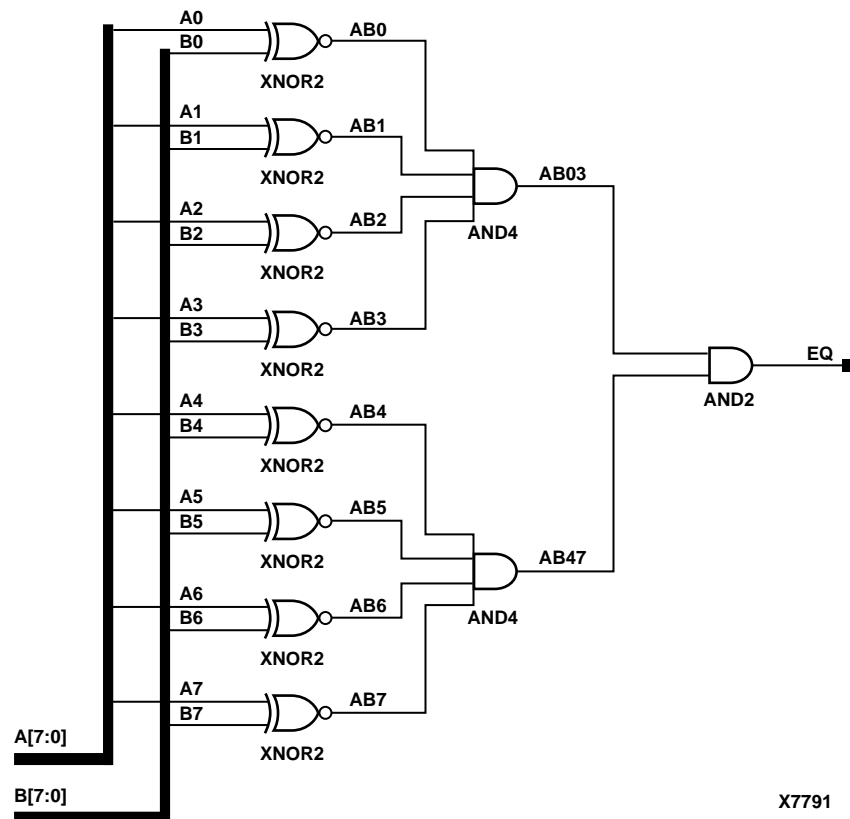 A0
B0
AB0
XNOR2
A1
B1
AB1
XNOR2
A2
B2
AB2
XNOR2
A3
B3
AB3
XNOR2
AB03
AND4
A4
B4
AB4
XNOR2
A5
B5
AB5
XNOR2
A6
B6
AB6
XNOR2
A7
B7
AB7
XNOR2
AB47
AND4
EQ
AND2
A[7:0]
B[7:0]
X7791